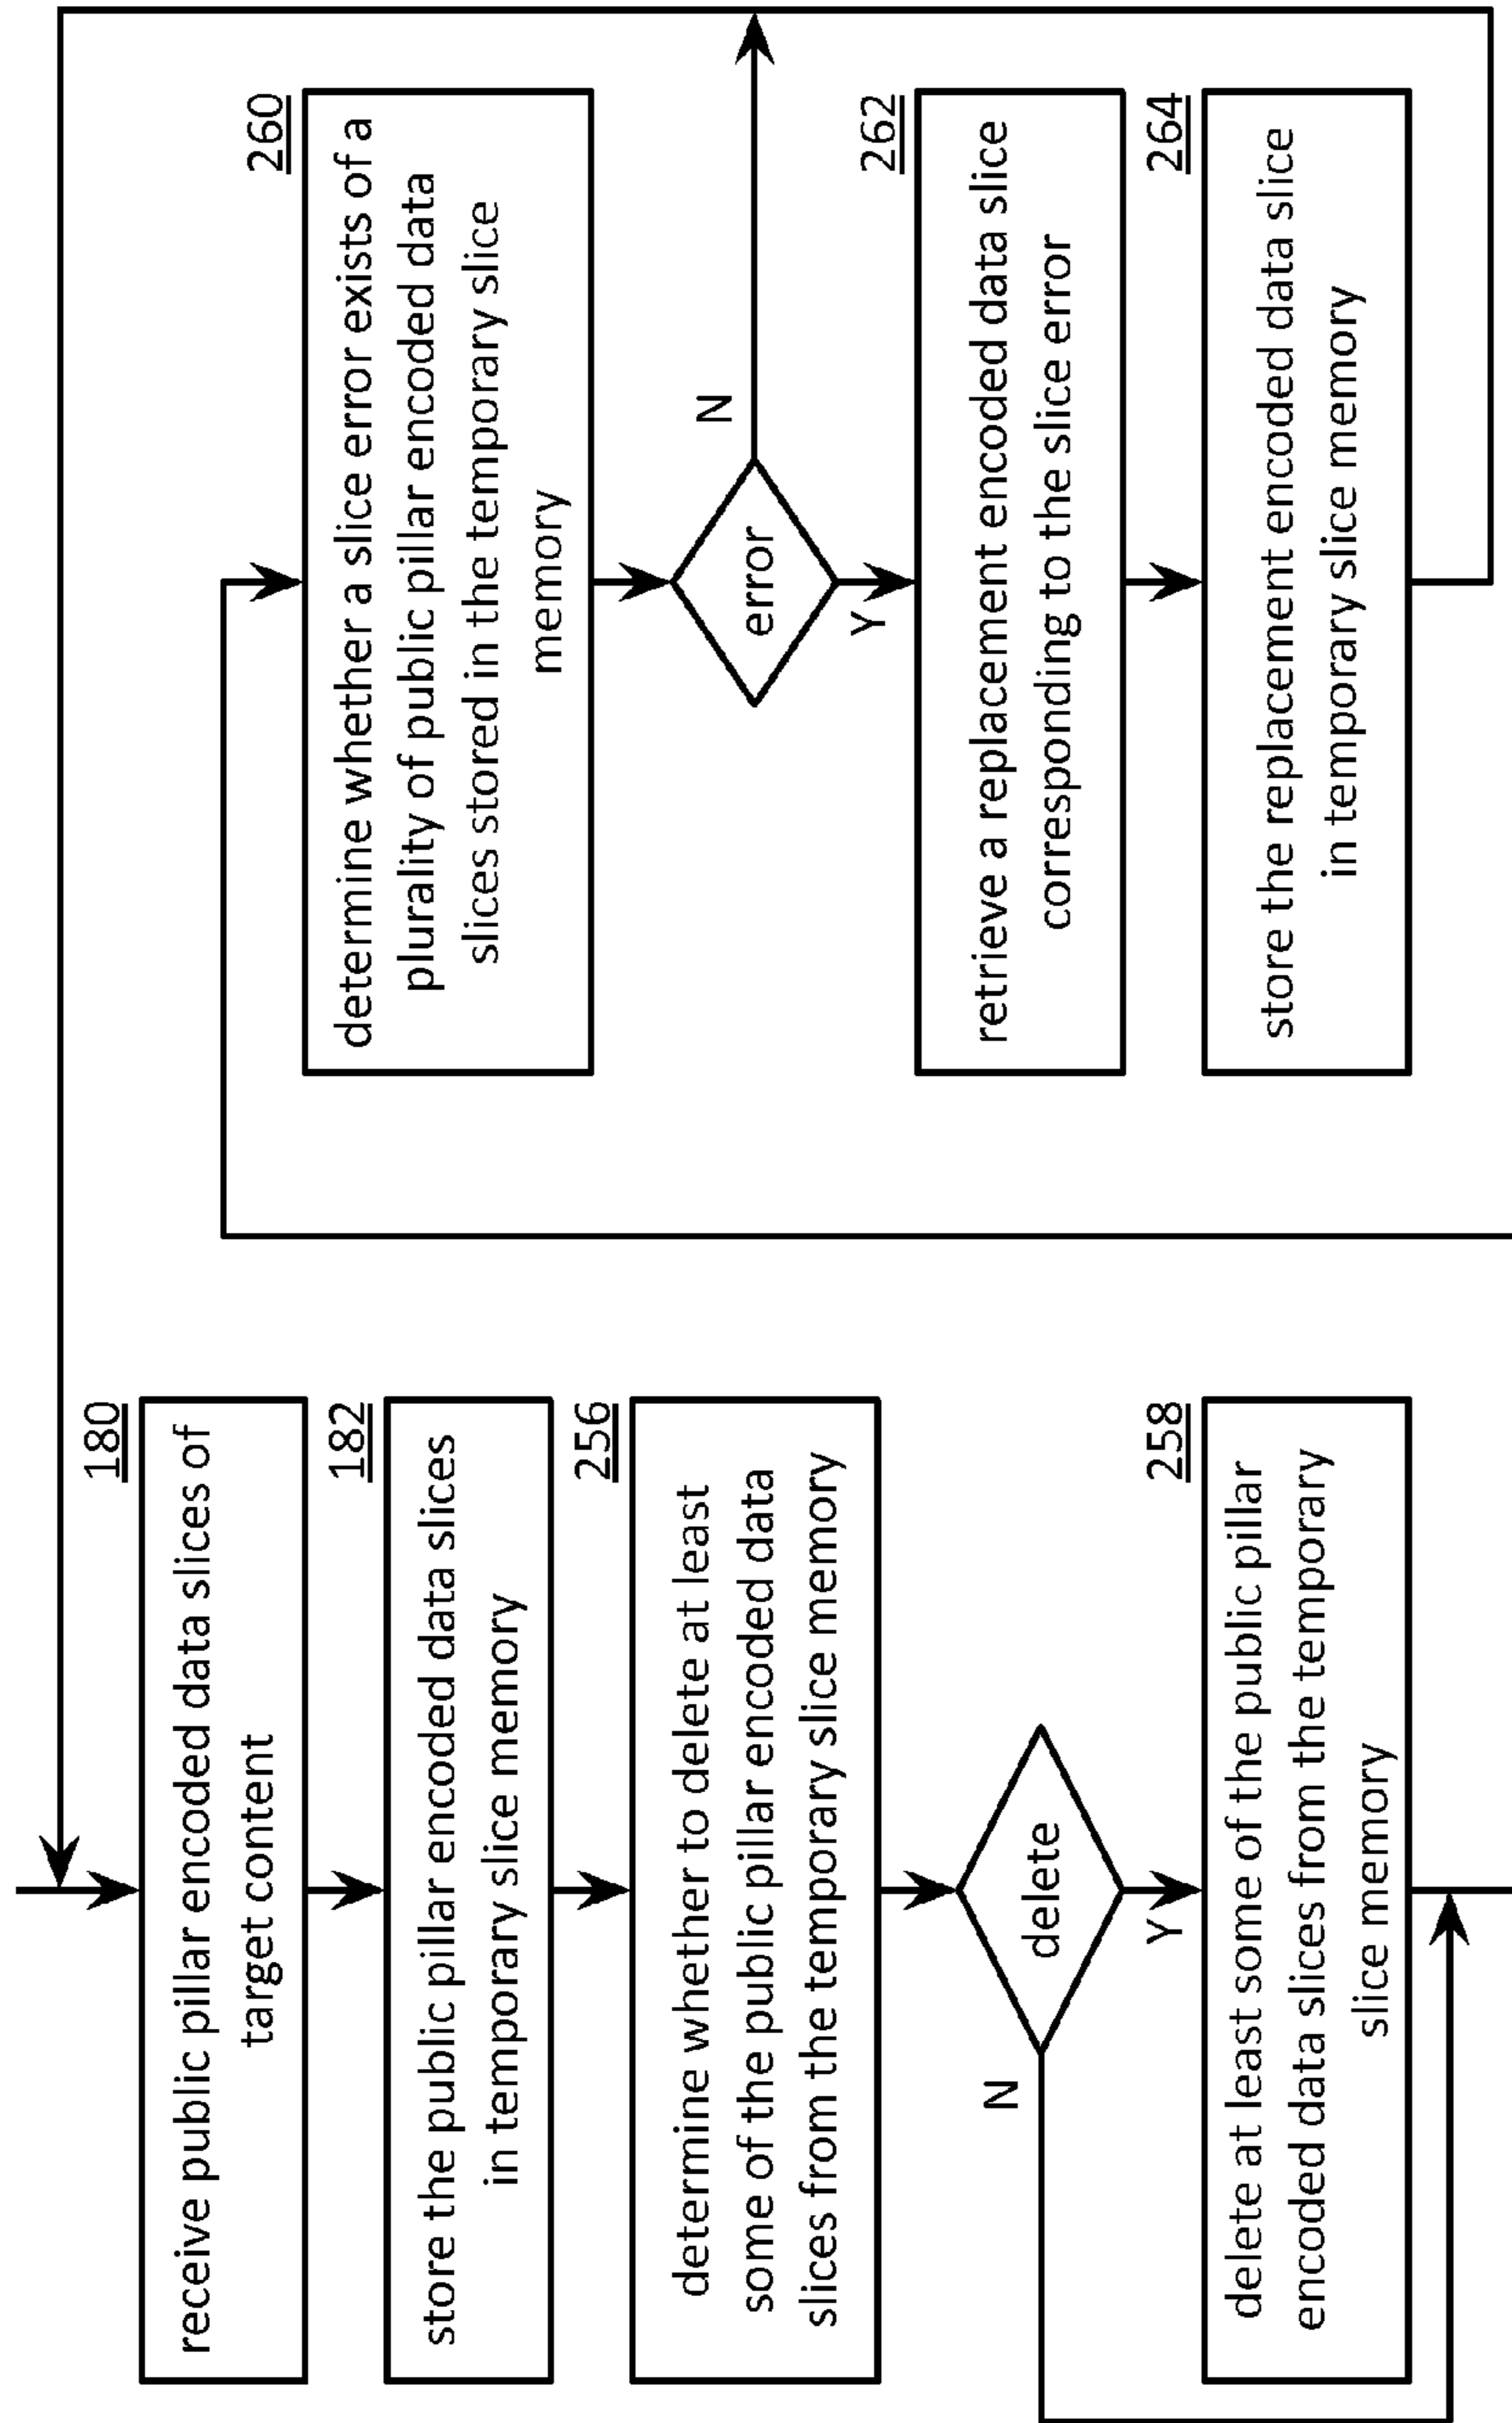 180
receive public pillar encoded data slices of
target content
182
store the public pillar encoded data slices
in temporary slice memory
256
determine whether to delete at least
some of the public pillar encoded data
slices from the temporary slice memory
delete
N
Y
258
delete at least some of the public pillar
encoded data slices from the temporary
slice memory
260
determine whether a slice error exists of a
plurality of public pillar encoded data
slices stored in the temporary slice
memory
error
N
Y
262
retrieve a replacement encoded data slice
corresponding to the slice error
264
store the replacement encoded data slice
in temporary slice memory